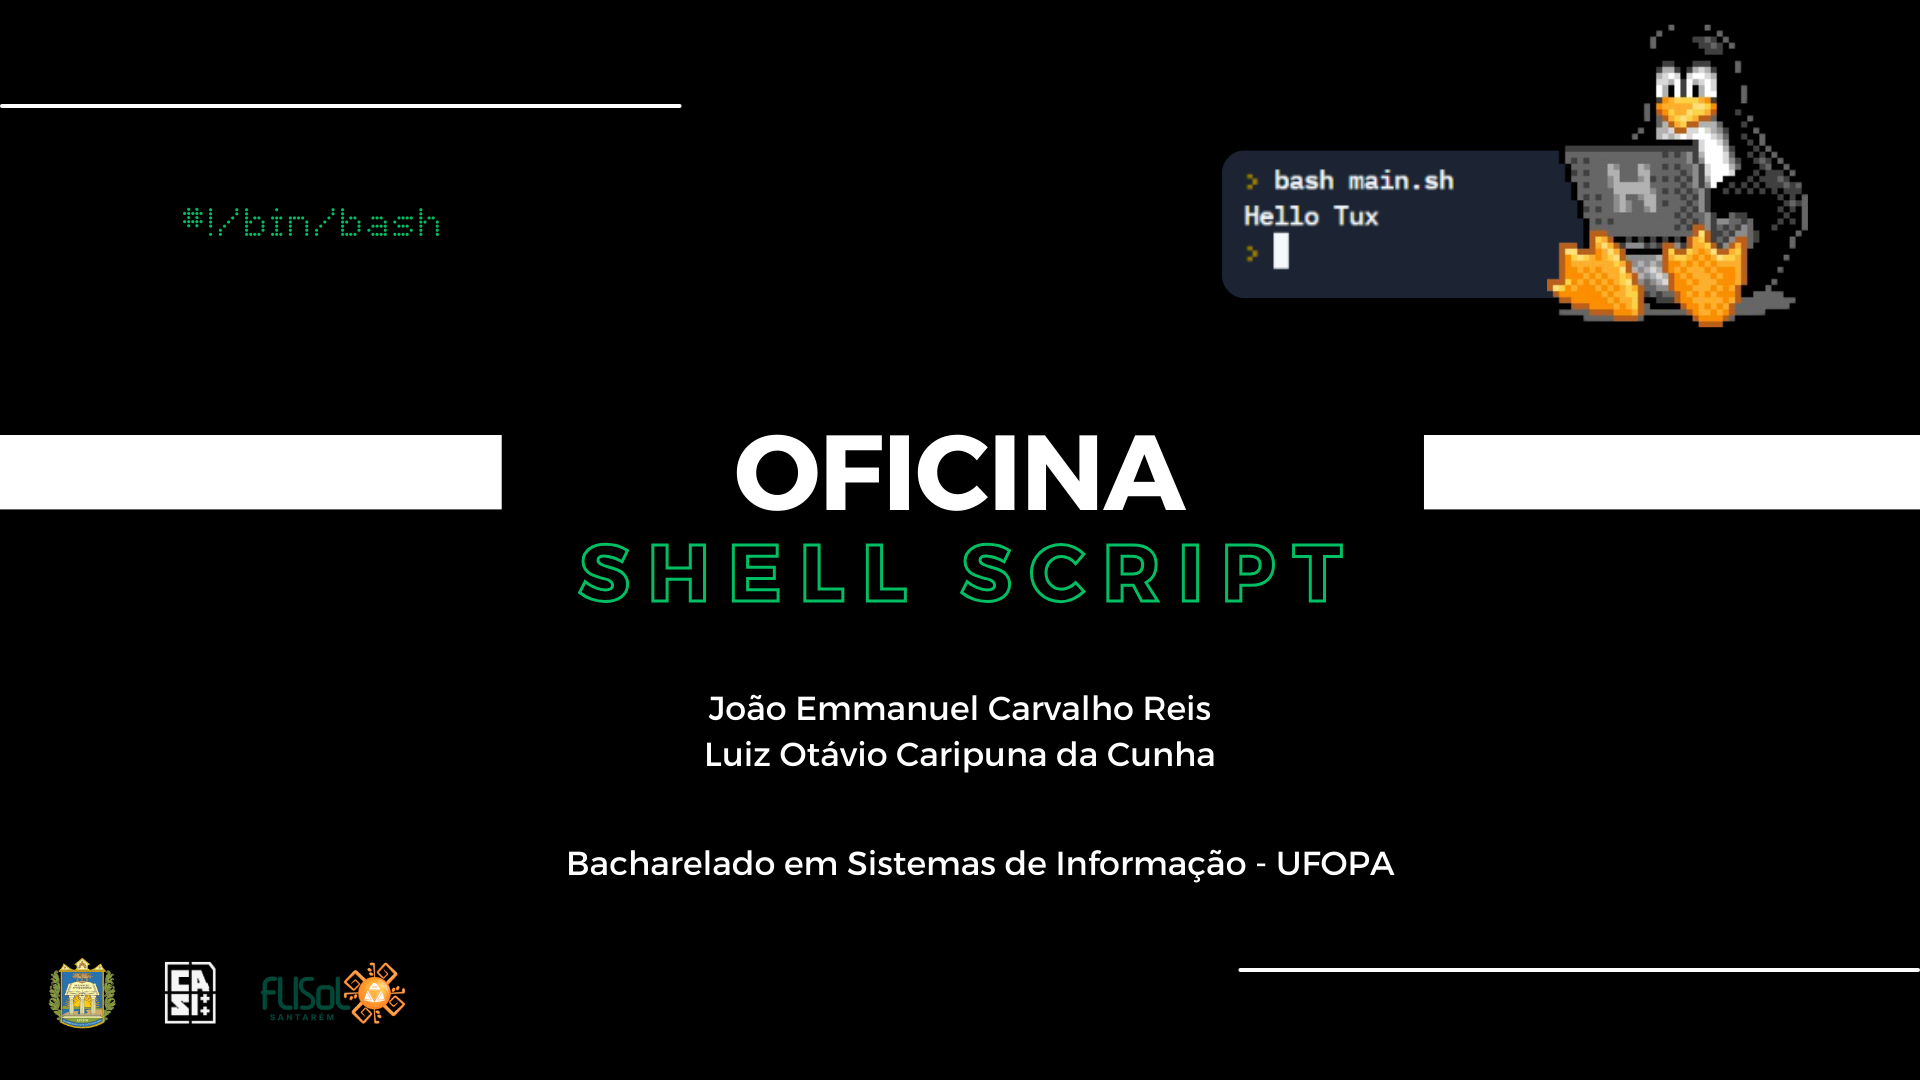 #!/bin/bash
> bash main.sh
Hello Tux
>
H
OFICINA
SHELL SCRIPT
João Emmanuel Carvalho Reis
Luiz Otávio Caripuna da Cunha
Bacharelado em Sistemas de Informação - UFOPA
CA
SI++
FLISoL
SANTARÉM